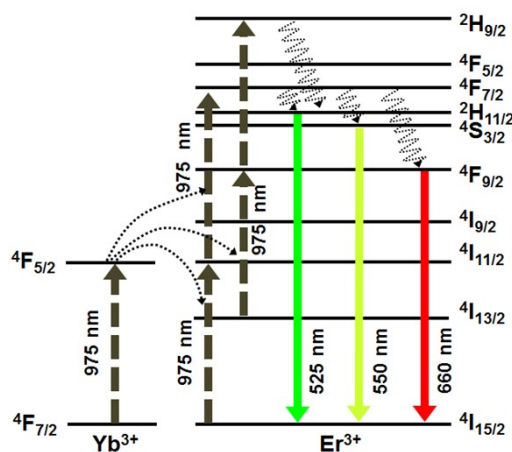 ²H₉/₂
⁴F₅/₂
⁴F₇/₂
²H₁₁/₂
⁴S₃/₂
⁴F₉/₂
⁴I₉/₂
⁴I₁₁/₂
⁴I₁₃/₂
⁴I₁₅/₂
⁴F₅/₂
⁴F₇/₂
975 nm
975 nm
975 nm
975 nm
525 nm
550 nm
660 nm
Yb³⁺
Er³⁺